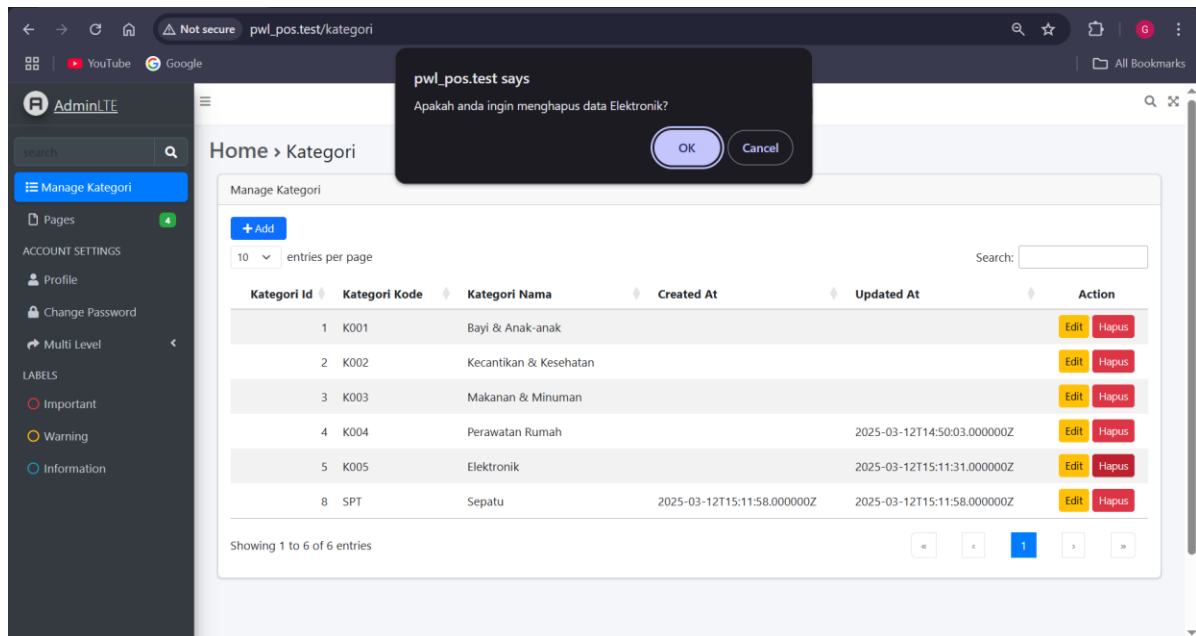 Not secure pwl_pos.test/kategori
G
YouTube Google All Bookmarks
pwl_pos.test says
Apakah anda ingin menghapus data Elektronik?
OK Cancel
AdminLTE
search
Home › Kategori
Manage Kategori
Pages 4
ACCOUNT SETTINGS
Profile
Change Password
Multi Level
LABELS
Important
Warning
Information
Manage Kategori
+ Add
10 entries per page Search:
Kategori Id Kategori Kode Kategori Nama Created At Updated At Action
1 K001 Bayi & Anak-anak Edit Hapus
2 K002 Kecantikan & Kesehatan Edit Hapus
3 K003 Makanan & Minuman Edit Hapus
4 K004 Perawatan Rumah 2025-03-12T14:50:03.000000Z Edit Hapus
5 K005 Elektronik 2025-03-12T15:11:31.000000Z Edit Hapus
8 SPT Sepatu 2025-03-12T15:11:58.000000Z 2025-03-12T15:11:58.000000Z Edit Hapus
Showing 1 to 6 of 6 entries « ‹ 1 › »